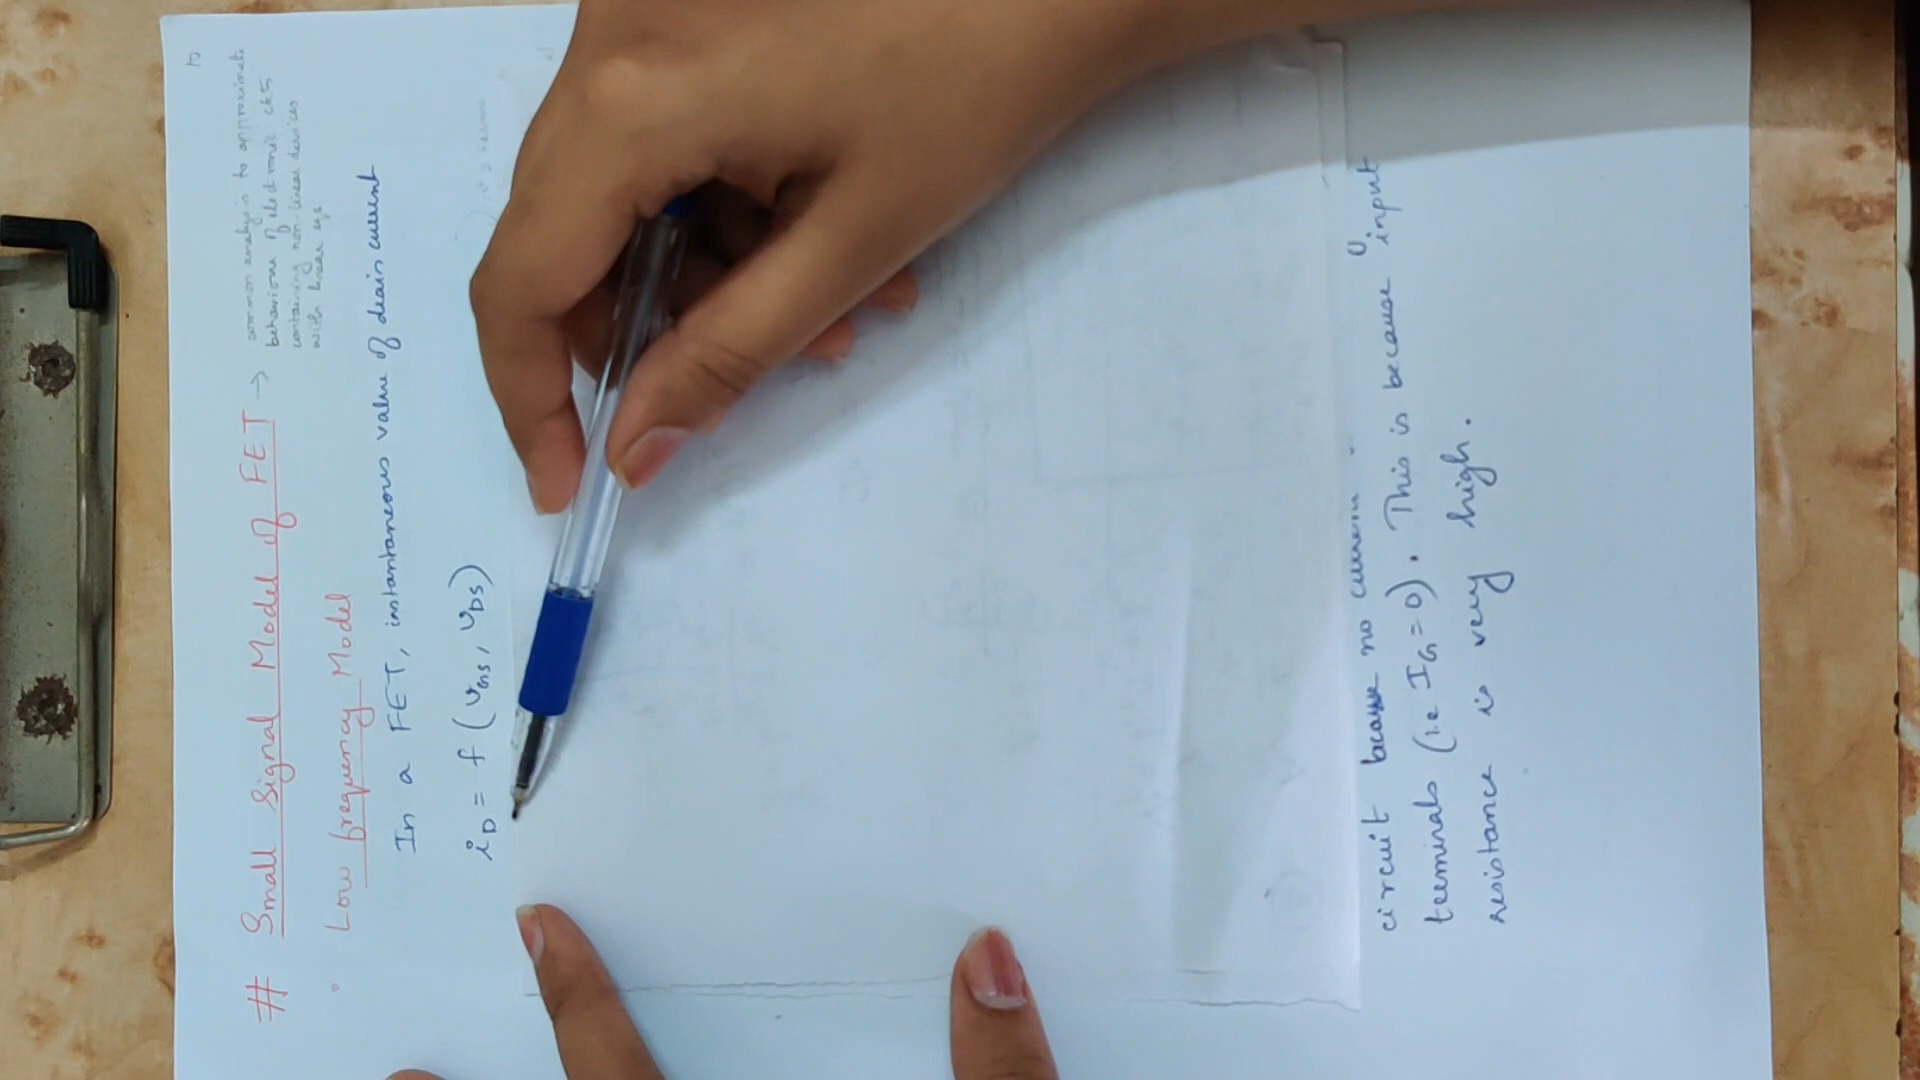 # Small Signal Model of FET → common analysis to approximate
behaviour of electronic cks
containing non-linear devices
with linear eqs
• Low frequency Model
In a FET, instantaneous value of drain current
iD = f (vGS, vDS)
circuit because no current
terminals (i.e IG = 0). This is because input
resistance is very high.